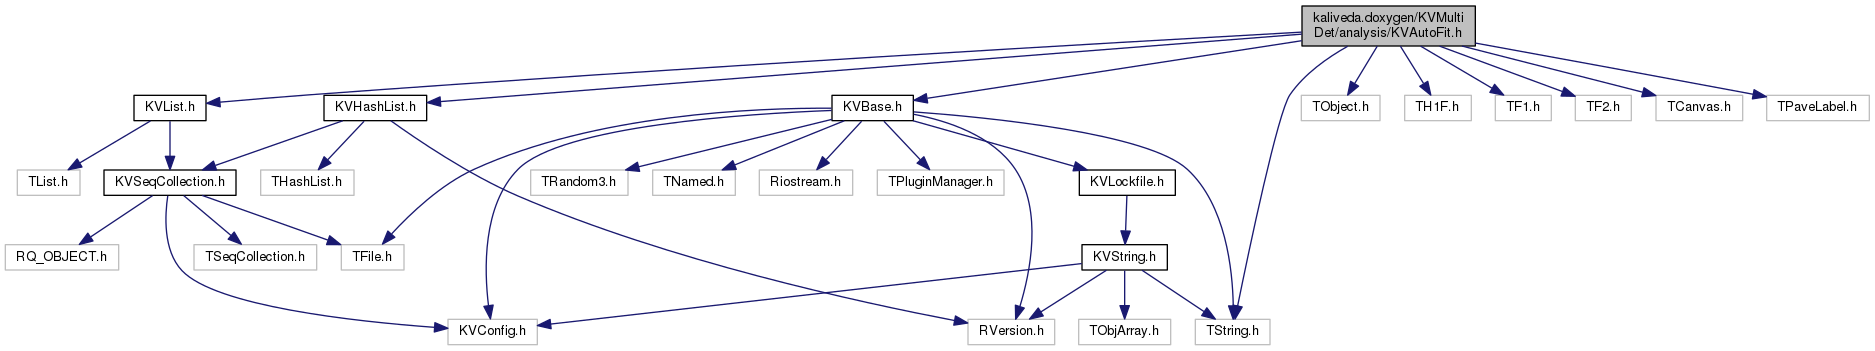 kaliveda.doxygen/KVMulti
Det/analysis/KVAutoFit.h
KVList.h
KVHashList.h
KVBase.h
TObject.h
TH1F.h
TF1.h
TF2.h
TCanvas.h
TPaveLabel.h
TList.h
KVSeqCollection.h
THashList.h
TRandom3.h
TNamed.h
Riostream.h
TPluginManager.h
KVLockfile.h
RQ_OBJECT.h
TSeqCollection.h
TFile.h
KVString.h
KVConfig.h
RVersion.h
TObjArray.h
TString.h